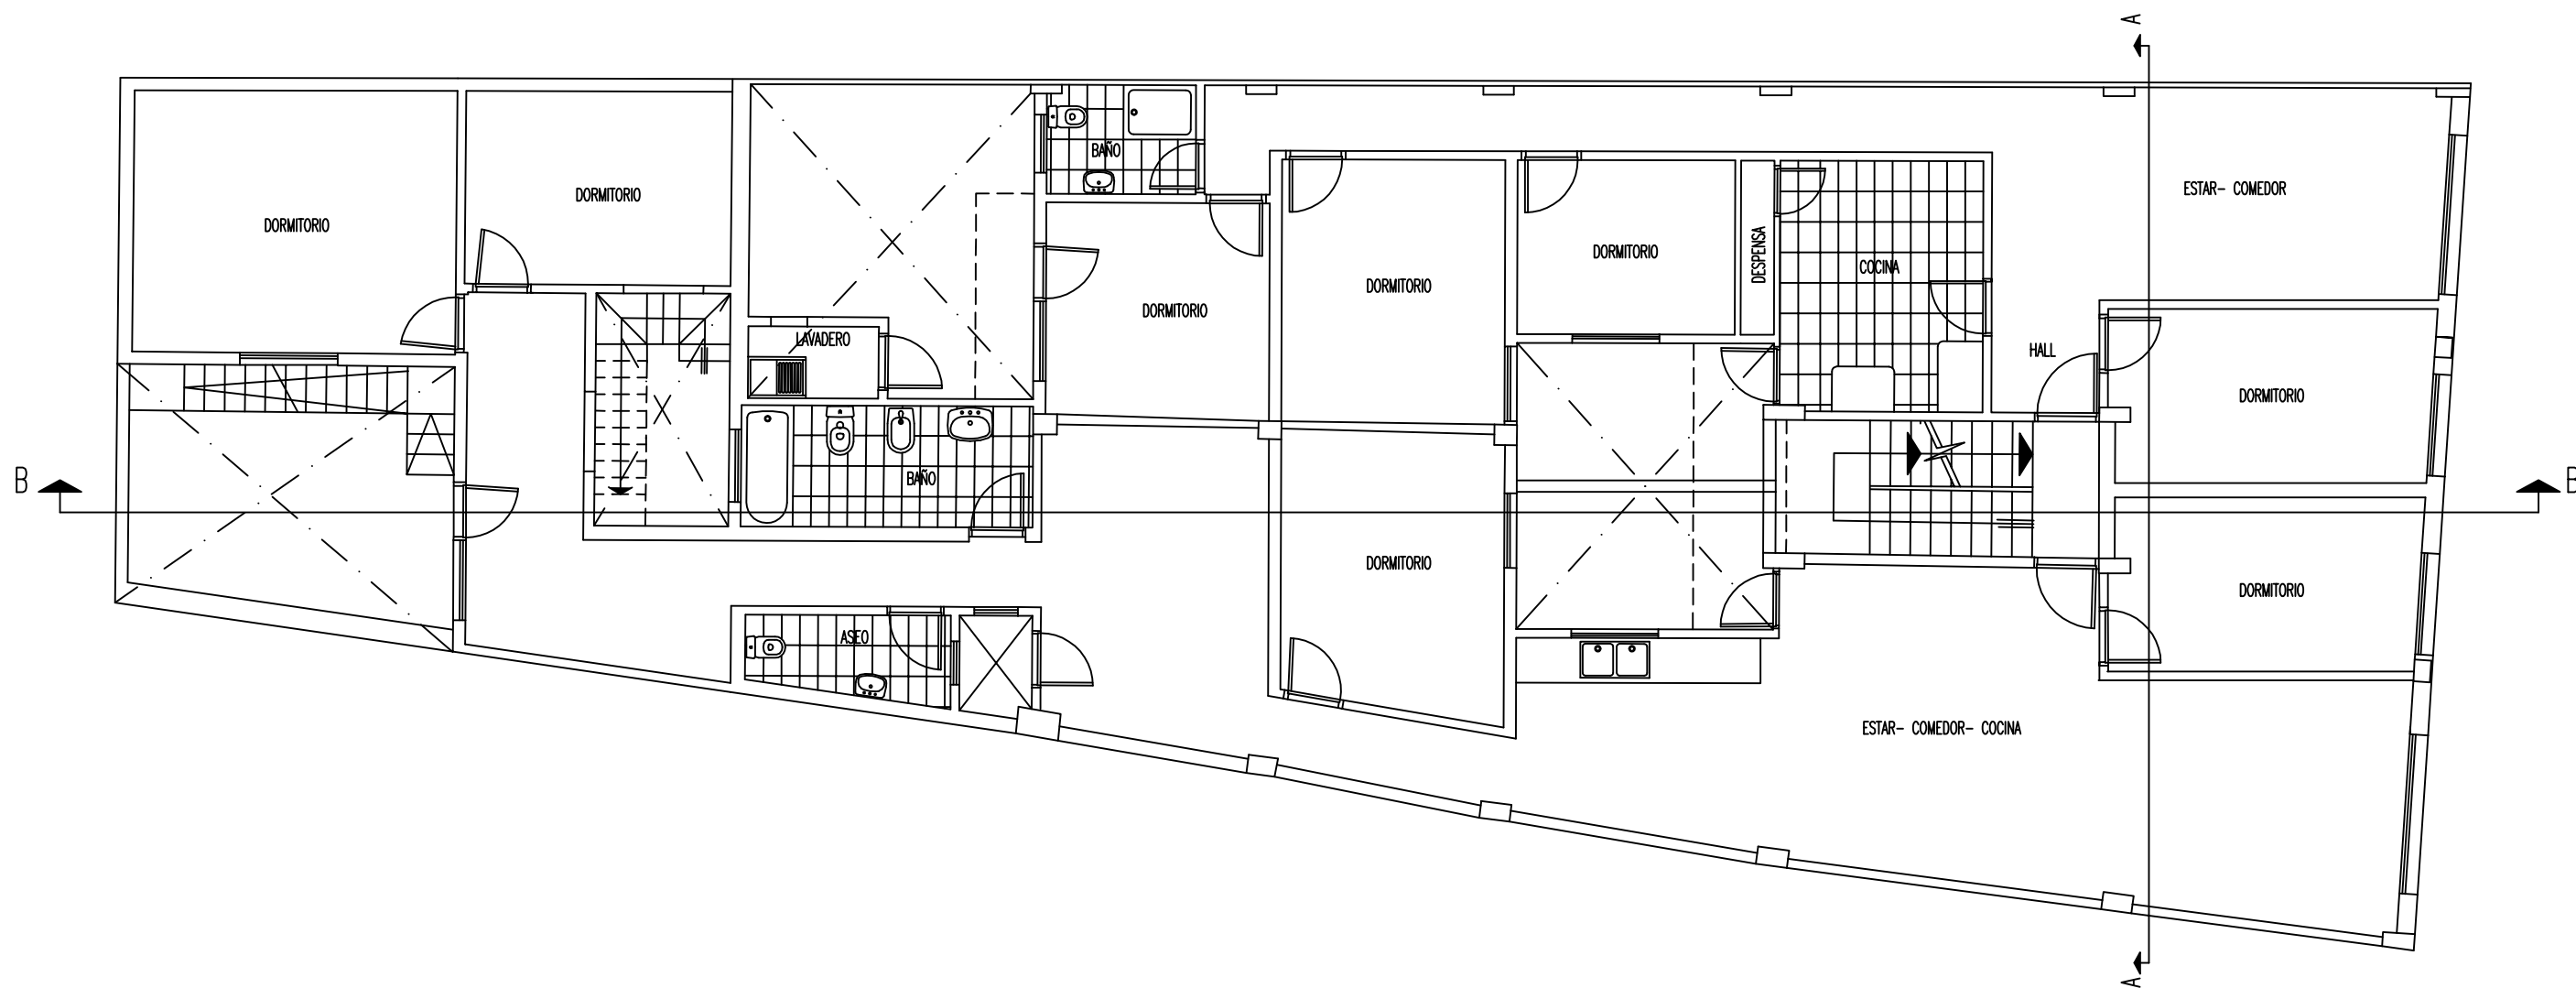 A
DORMITORIO
DORMITORIO
BAÑO
ESTAR- COMEDOR
DORMITORIO
DESPENSA
COCINA
DORMITORIO
DORMITORIO
LAVADERO
HALL
DORMITORIO
B
BAÑO
B
DORMITORIO
DORMITORIO
ASEO
ESTAR- COMEDOR- COCINA
A